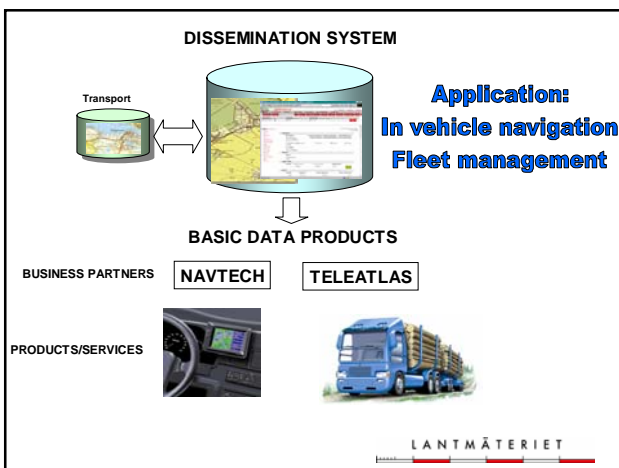 DISSEMINATION SYSTEM
Transport
Application:
In vehicle navigation
Fleet management
BASIC DATA PRODUCTS
BUSINESS PARTNERS
NAVTECH
TELEATLAS
PRODUCTS/SERVICES
LANTMÄTERIET